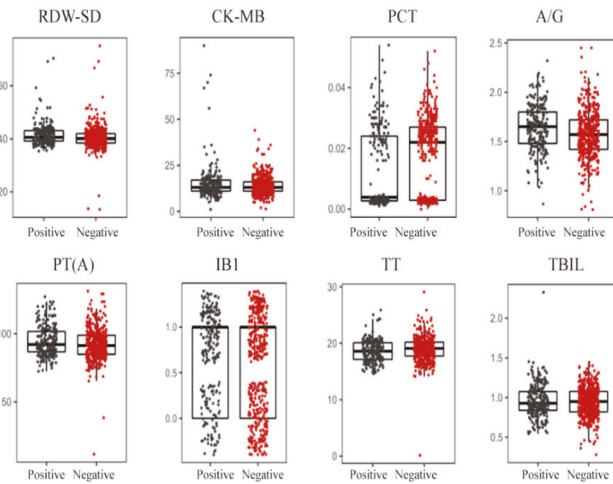 RDW-SD CK-MB PCT A/G
60 75 0.04 2.5
40 50 2.0
20 25 0.02 1.5
0 0.00 1.0
Positive Negative Positive Negative Positive Negative Positive Negative
PT(A) IB1 TT TBIL
100 1.0 30 2.0
50 0.5 20 1.5
0.0 10 1.0
0 0.5
Positive Negative Positive Negative Positive Negative Positive Negative